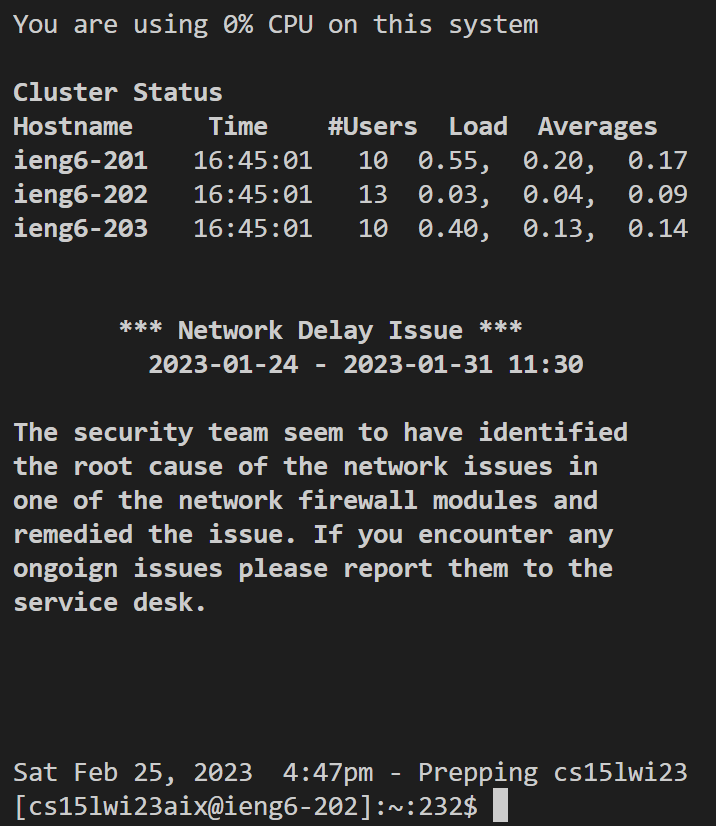 You are using 0% CPU on this system
Cluster Status
Hostname     Time    #Users  Load  Averages
ieng6-201   16:45:01   10  0.55,  0.20,  0.17
ieng6-202   16:45:01   13  0.03,  0.04,  0.09
ieng6-203   16:45:01   10  0.40,  0.13,  0.14
*** Network Delay Issue ***
2023-01-24 - 2023-01-31 11:30
The security team seem to have identified
the root cause of the network issues in
one of the network firewall modules and
remedied the issue. If you encounter any
ongoign issues please report them to the
service desk.
Sat Feb 25, 2023  4:47pm - Prepping cs15lwi23
[cs15lwi23aix@ieng6-202]:~:232$